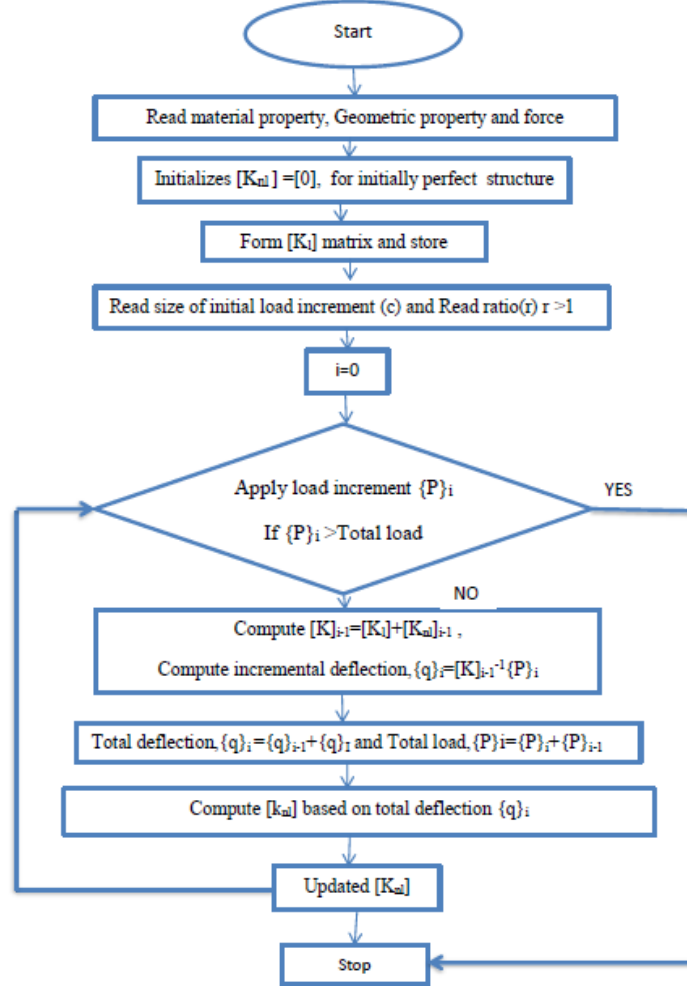 Start
Read material property, Geometric property and force
Initializes [Kₙₗ] =[0], for initially perfect structure
Form [Kₗ] matrix and store
Read size of initial load increment (c) and Read ratio(r) r >1
i=0
Apply load increment {P}ᵢ
YES
If {P}ᵢ >Total load
NO
Compute [K]ᵢ₋₁=[Kₗ]+[Kₙₗ]ᵢ₋₁ ,
Compute incremental deflection,{q}ᵢ=[K]ᵢ₋₁⁻¹{P}ᵢ
Total deflection,{q}ᵢ={q}ᵢ₋₁+{q}I and Total load,{P}i={P}ᵢ+{P}ᵢ₋₁
Compute [kₙₗ] based on total deflection {q}ᵢ
Updated [Kₙₗ]
Stop